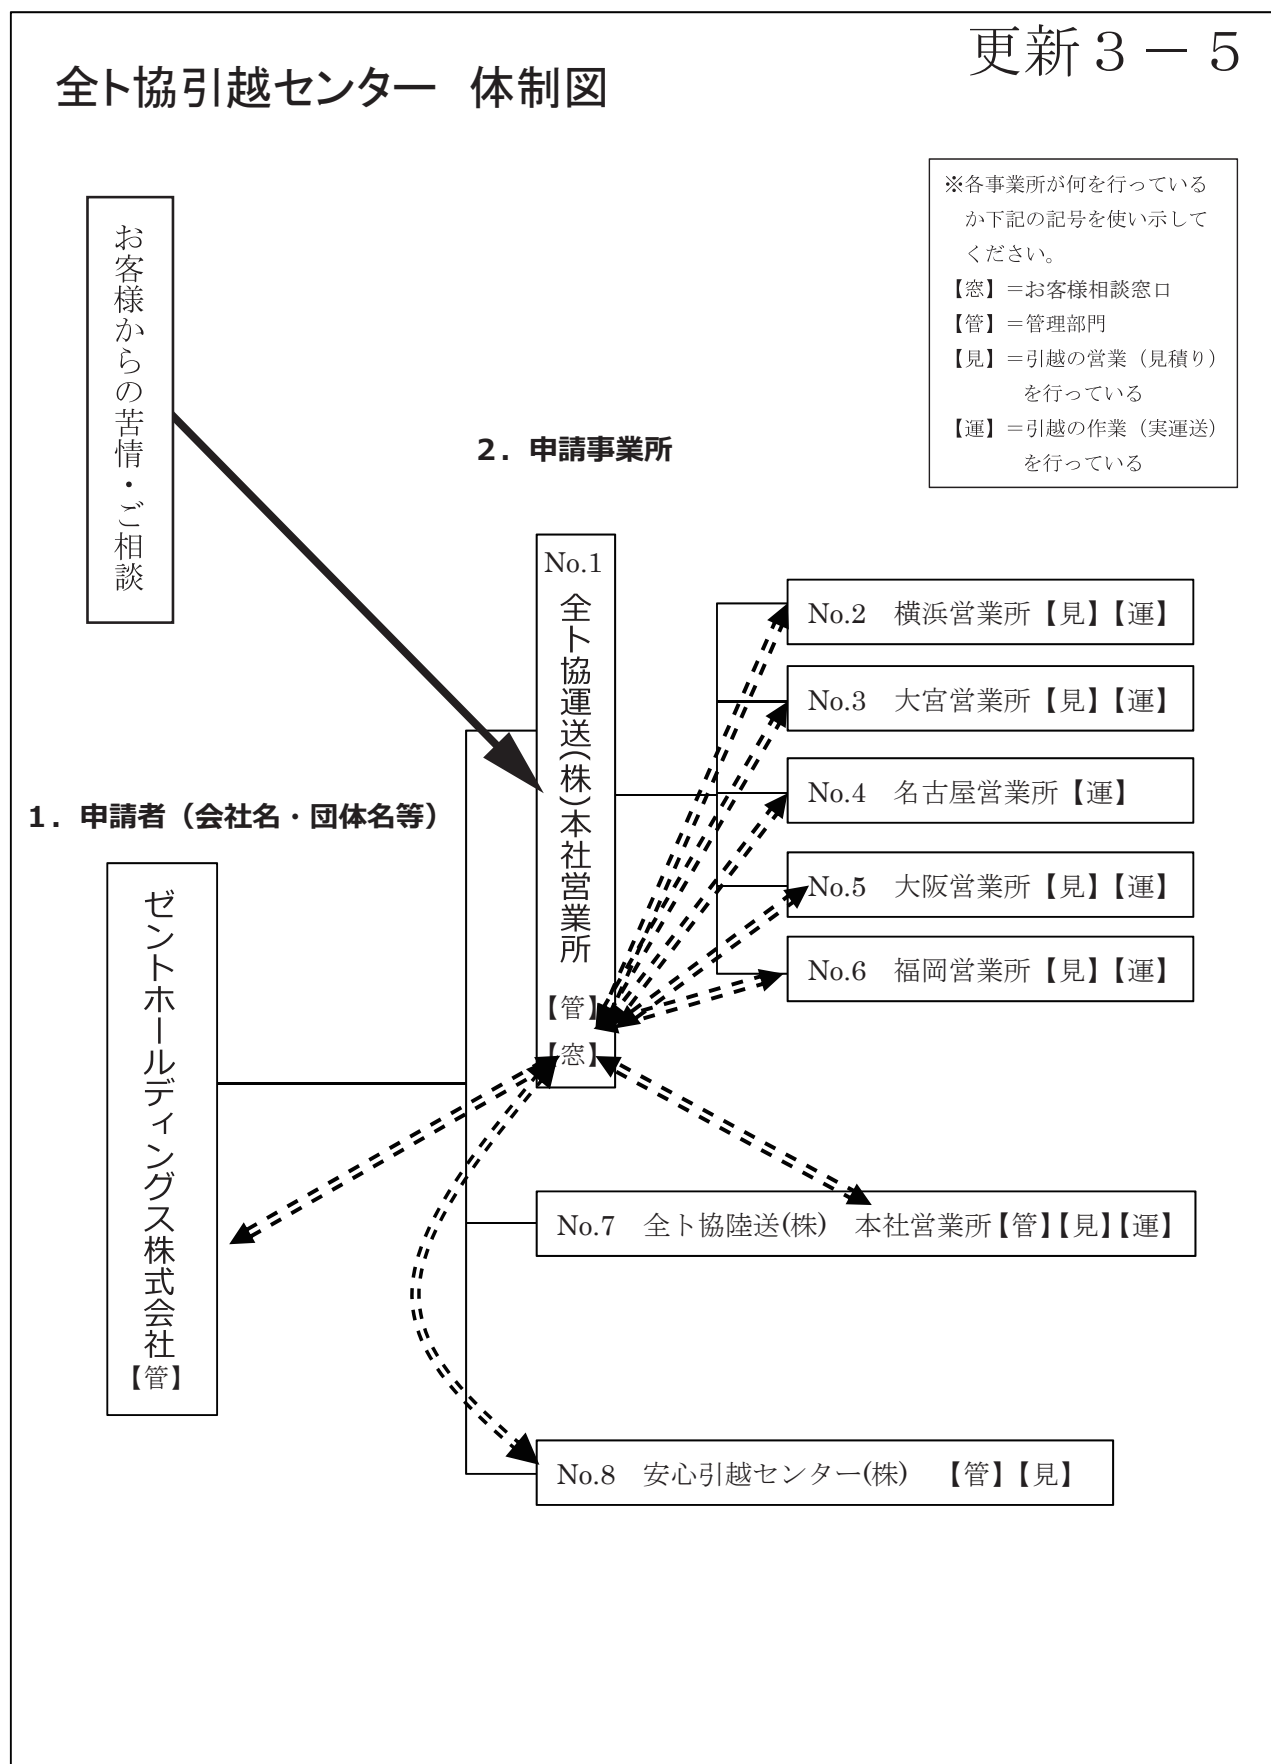 更新３－５
全ト協引越センター　体制図
※各事業所が何を行っている
か下記の記号を使い示して
ください。
【窓】＝お客様相談窓口
【管】＝管理部門
【見】＝引越の営業（見積り）
を行っている
【運】＝引越の作業（実運送）
を行っている
お客様からの苦情・ご相談
２．申請事業所
No.1
全ト協運送(株)本社営業所
【管】
【窓】
No.2　横浜営業所【見】【運】
No.3　大宮営業所【見】【運】
No.4　名古屋営業所【運】
No.5　大阪営業所【見】【運】
No.6　福岡営業所【見】【運】
１．申請者（会社名・団体名等）
ゼントホールディングス株式会社
【管】
No.7　全ト協陸送(株)　本社営業所【管】【見】【運】
No.8　安心引越センター(株)　【管】【見】